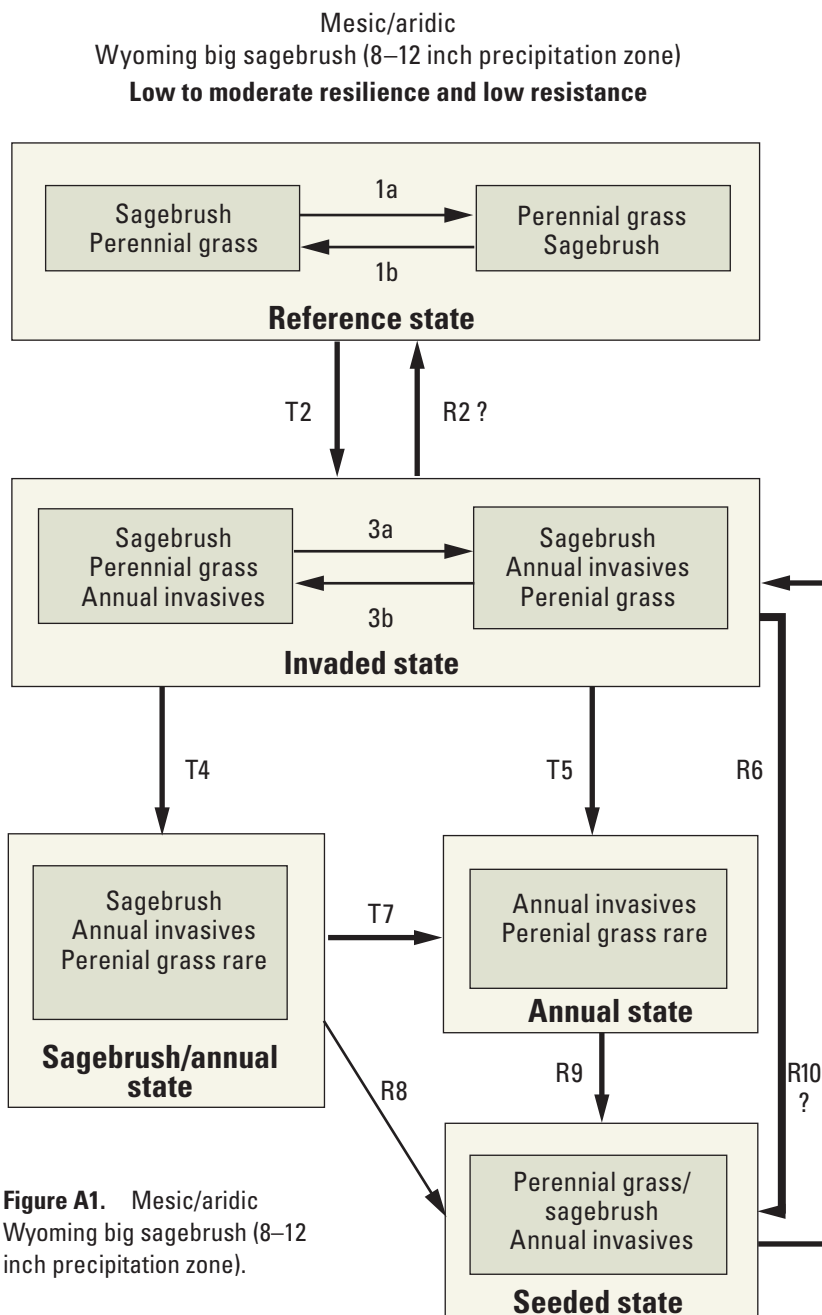 Mesic/aridic
Wyoming big sagebrush (8–12 inch precipitation zone)
Low to moderate resilience and low resistance
Sagebrush
Perennial grass
1a
1b
Perennial grass
Sagebrush
Reference state
T2
R2 ?
Sagebrush
Perennial grass
Annual invasives
3a
3b
Sagebrush
Annual invasives
Perenial grass
Invaded state
T4
T5
R6
Sagebrush
Annual invasives
Perenial grass rare
Sagebrush/annual
state
T7
Annual invasives
Perenial grass rare
Annual state
R8
R9
R10
?
Perennial grass/
sagebrush
Annual invasives
Seeded state
Figure A1. Mesic/aridic
Wyoming big sagebrush (8–12
inch precipitation zone).